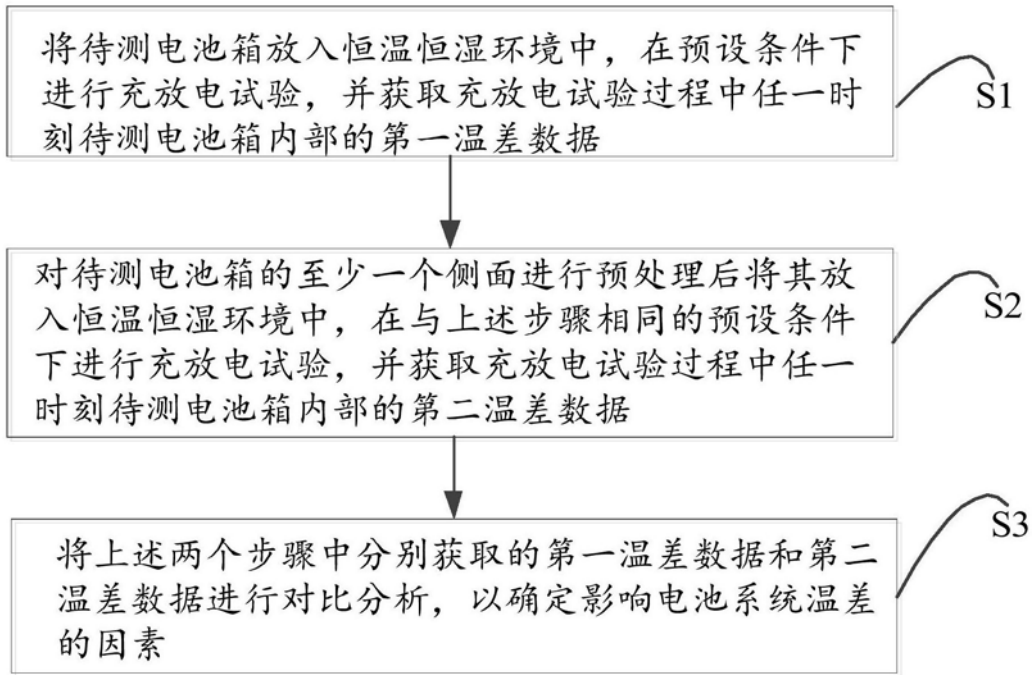 将待测电池箱放入恒温恒湿环境中，在预设条件下
进行充放电试验，并获取充放电试验过程中任一时
刻待测电池箱内部的第一温差数据
S1
对待测电池箱的至少一个侧面进行预处理后将其放
入恒温恒湿环境中，在与上述步骤相同的预设条件
下进行充放电试验，并获取充放电试验过程中任一
时刻待测电池箱内部的第二温差数据
S2
将上述两个步骤中分别获取的第一温差数据和第二
温差数据进行对比分析，以确定影响电池系统温差
的因素
S3